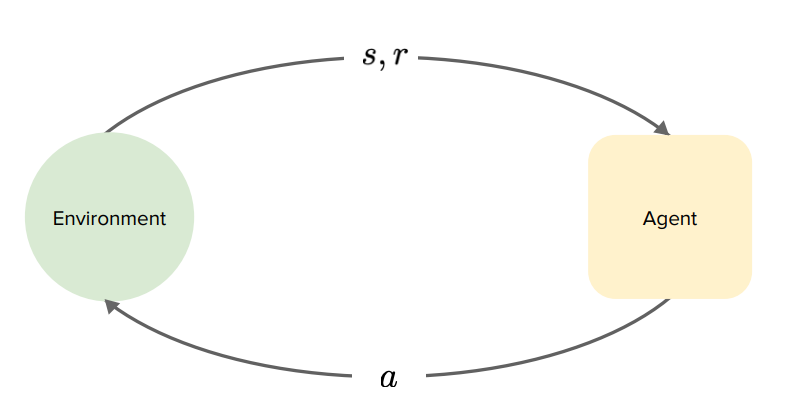 s, r
Environment
Agent
a